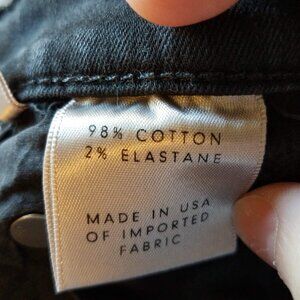 98% COTTON
2% ELASTANE
MADE IN USA
OF IMPORTED
FABRIC